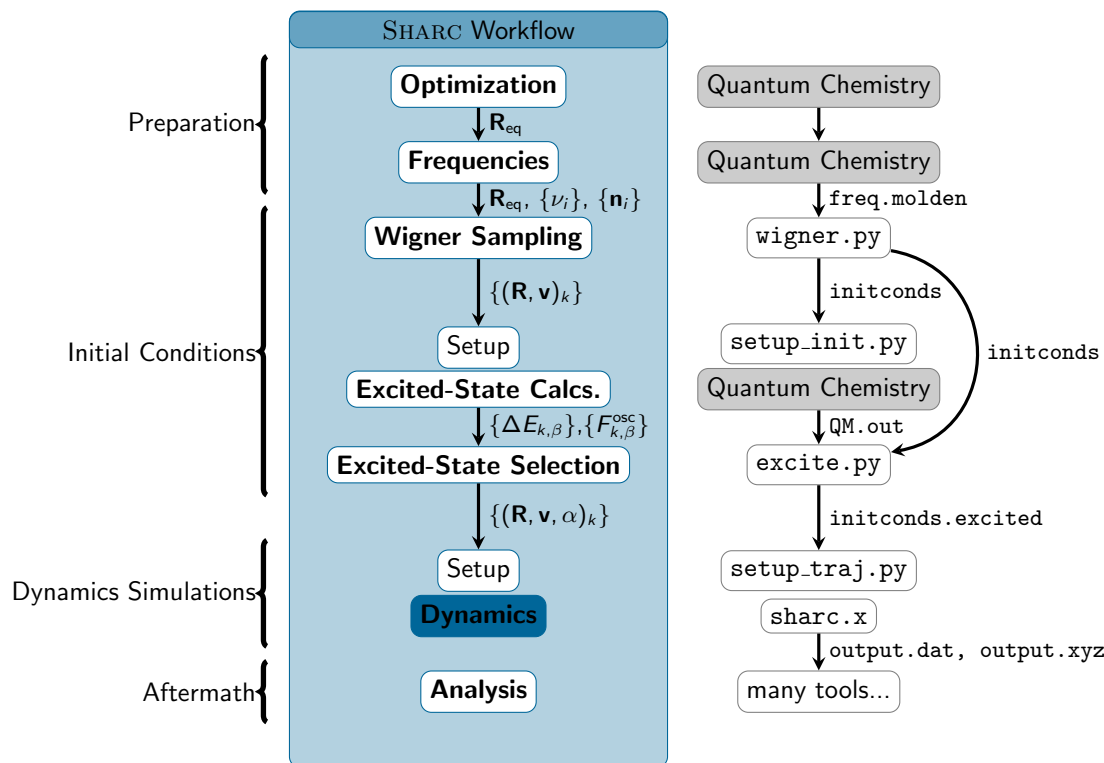 SHARC Workflow
Preparation
Optimization
R_eq
Frequencies
R_eq, {ν_i}, {n_i}
Quantum Chemistry
Quantum Chemistry
freq.molden
Initial Conditions
Wigner Sampling
{(R, v)_k}
Setup
Excited-State Calcs.
{ΔE_{k,β}},{F^{osc}_{k,β}}
Excited-State Selection
{(R, v, α)_k}
wigner.py
initconds
setup_init.py
initconds
Quantum Chemistry
QM.out
excite.py
initconds.excited
Dynamics Simulations
Setup
Dynamics
setup_traj.py
sharc.x
output.dat, output.xyz
Aftermath
Analysis
many tools...